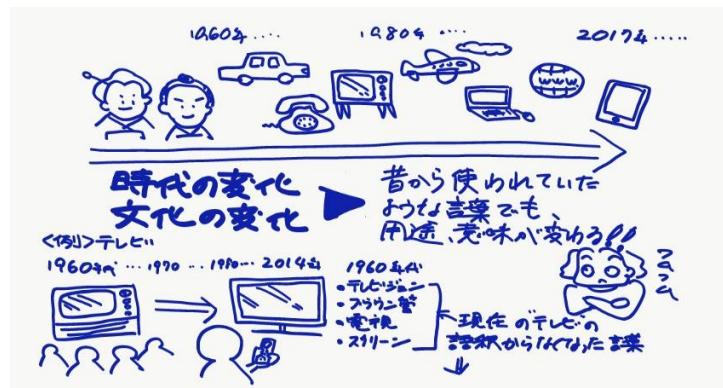 1960年....
1980年....
2017年.....
時代の変化
文化の変化
昔から使われていた
ような言葉でも、
用途、意味が変わる!!
<例>テレビ
1960年代...1970...1980...2014年
1960年代
・テレビジョン
・ブラウン管
・電視
・スクリーン
現在の"テレビの
語釈からなくなった言葉
フムフム